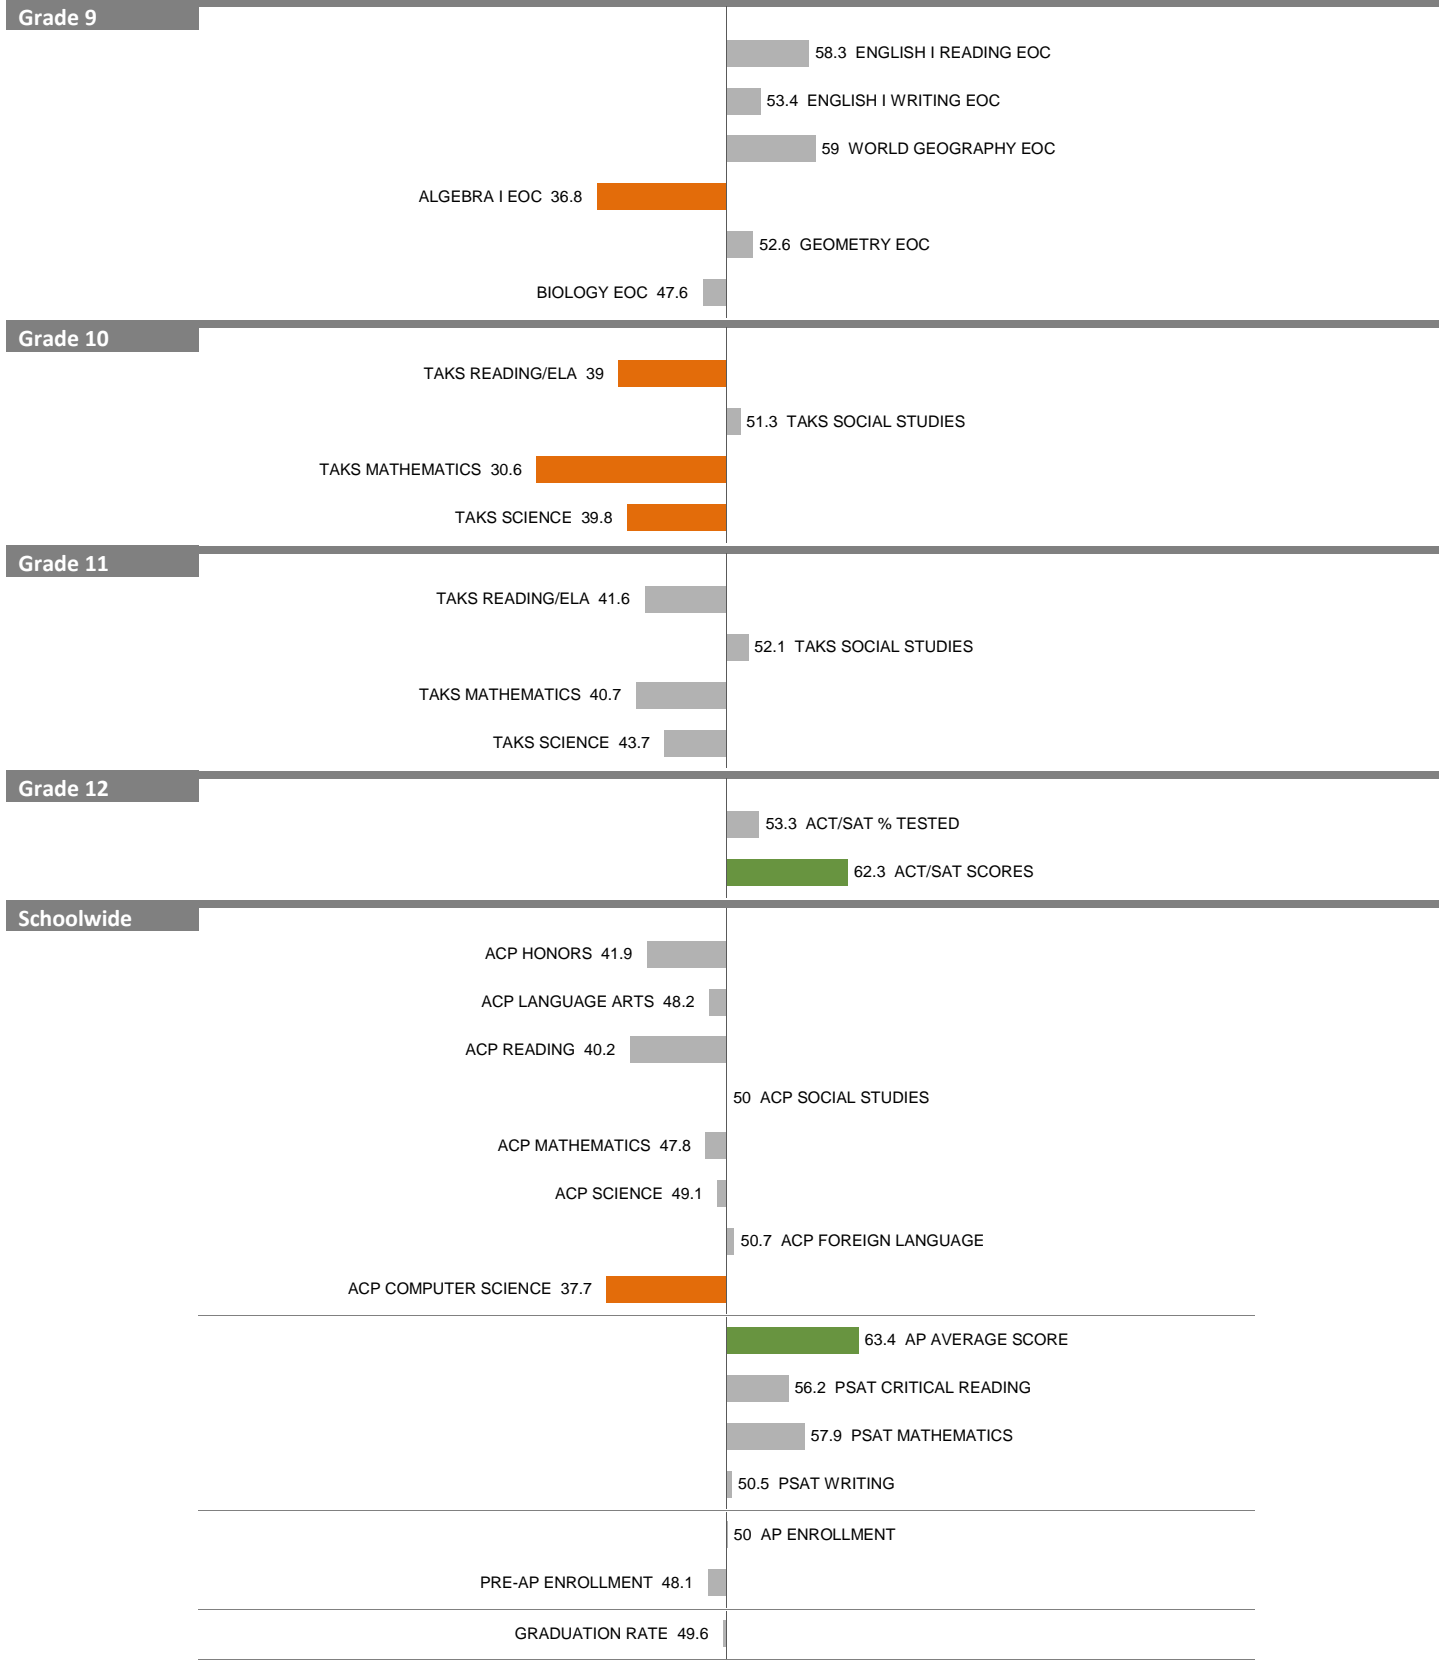 Grade 9
58.3 ENGLISH I READING EOC
53.4 ENGLISH I WRITING EOC
59 WORLD GEOGRAPHY EOC
ALGEBRA I EOC 36.8
52.6 GEOMETRY EOC
BIOLOGY EOC 47.6
Grade 10
TAKS READING/ELA 39
51.3 TAKS SOCIAL STUDIES
TAKS MATHEMATICS 30.6
TAKS SCIENCE 39.8
Grade 11
TAKS READING/ELA 41.6
52.1 TAKS SOCIAL STUDIES
TAKS MATHEMATICS 40.7
TAKS SCIENCE 43.7
Grade 12
53.3 ACT/SAT % TESTED
62.3 ACT/SAT SCORES
Schoolwide
ACP HONORS 41.9
ACP LANGUAGE ARTS 48.2
ACP READING 40.2
50 ACP SOCIAL STUDIES
ACP MATHEMATICS 47.8
ACP SCIENCE 49.1
50.7 ACP FOREIGN LANGUAGE
ACP COMPUTER SCIENCE 37.7
63.4 AP AVERAGE SCORE
56.2 PSAT CRITICAL READING
57.9 PSAT MATHEMATICS
50.5 PSAT WRITING
50 AP ENROLLMENT
PRE-AP ENROLLMENT 48.1
GRADUATION RATE 49.6